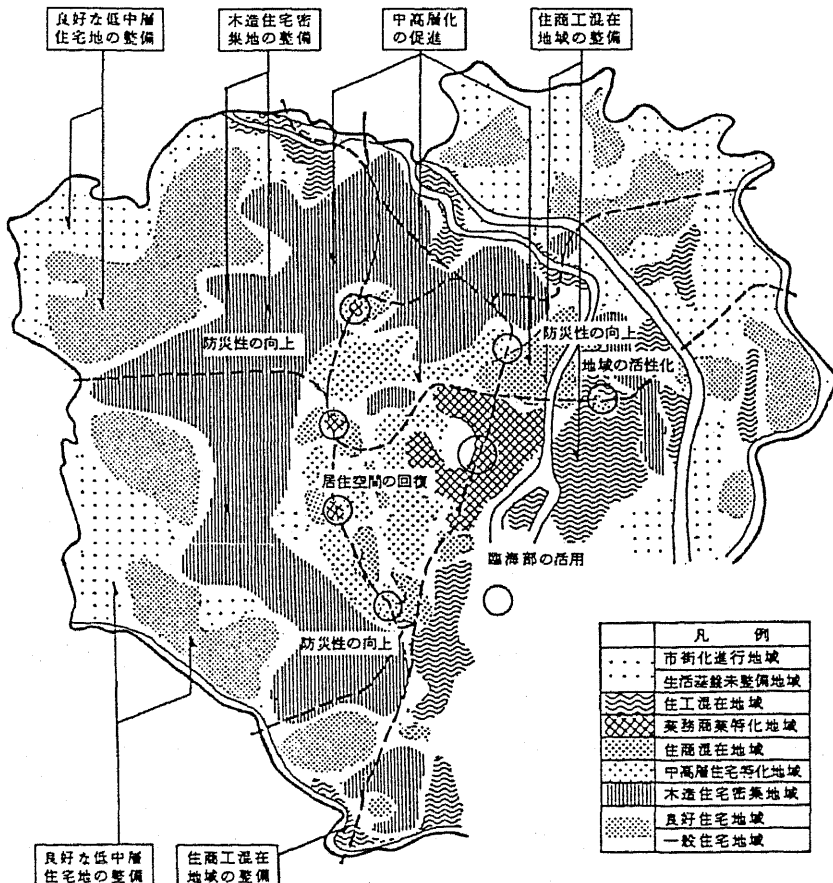 良好な低中層
住宅地の整備
木造住宅密
集地の整備
中高層化
の促進
住商工混在
地域の整備
防災性の向上
防災性の向上
地域の活性化
居住空間の回復
臨海部の活用
防災性の向上
凡例
市街化進行地域
生活基盤未整備地域
住工混在地域
業務商業特化地域
住商混在地域
中高層住宅特化地域
木造住宅密集地域
良好住宅地域
一般住宅地域
良好な低中層
住宅地の整備
住商工混在
地域の整備